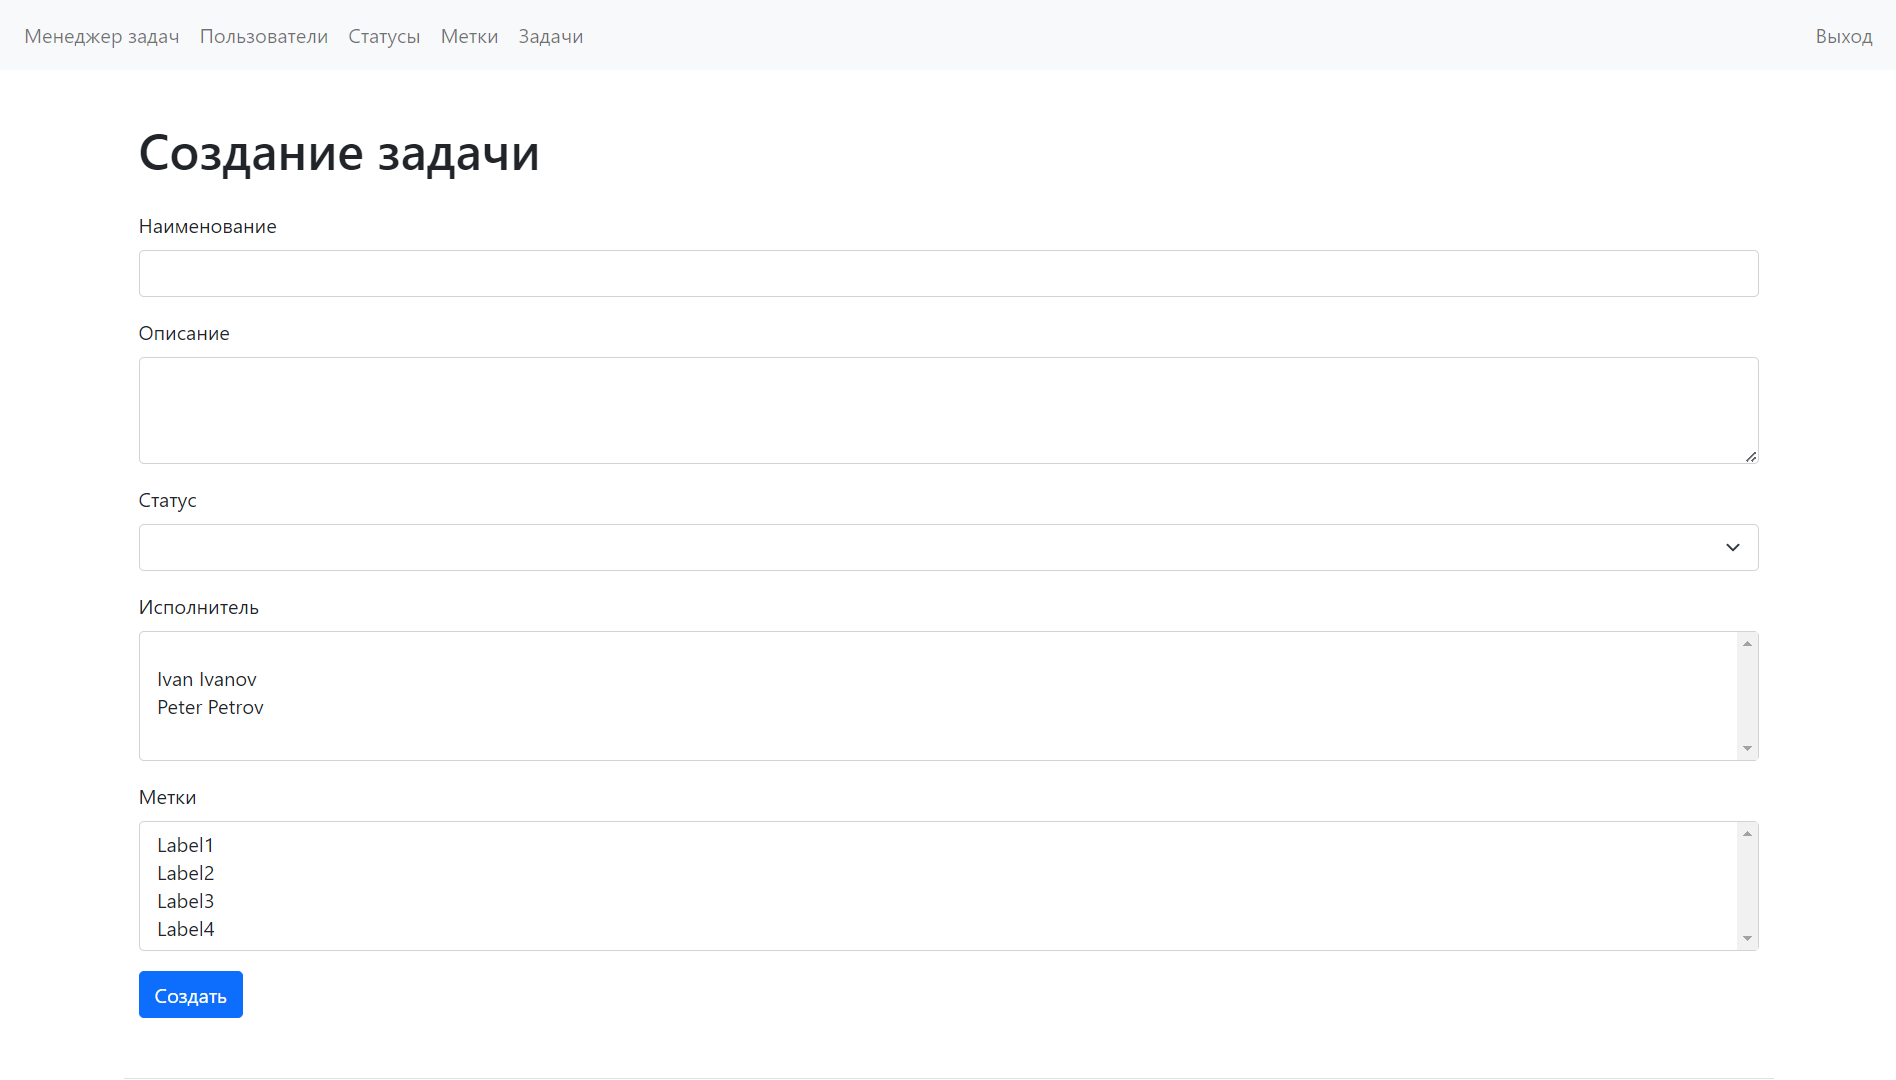 Менеджер задач Пользователи Статусы Метки Задачи Выход
Создание задачи
Наименование
Описание
Статус
Исполнитель
Ivan Ivanov
Peter Petrov
Метки
Label1
Label2
Label3
Label4
Создать